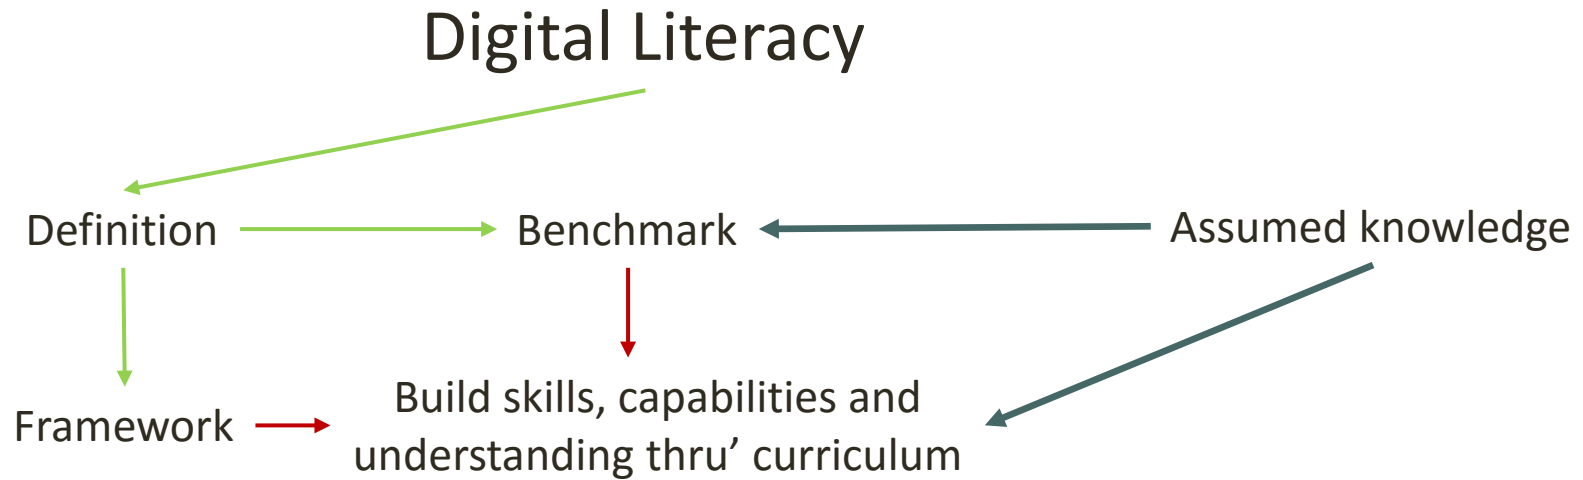 Digital Literacy
Definition
Benchmark
Assumed knowledge
Framework
Build skills, capabilities and
understanding thru’ curriculum